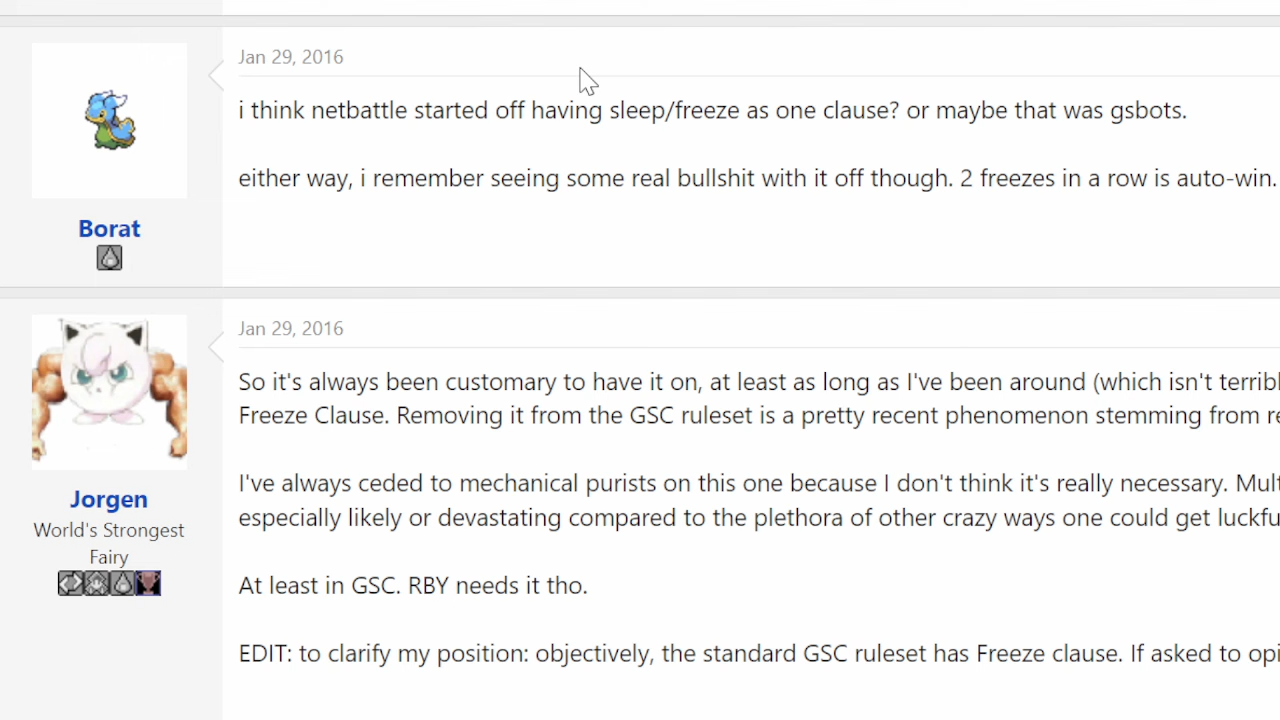 Jan 29, 2016
i think netbattle started off having sleep/freeze as one clause? or maybe that was gsbots.
either way, i remember seeing some real bullshit with it off though. 2 freezes in a row is auto-win.
Borat
Jan 29, 2016
So it's always been customary to have it on, at least as long as I've been around (which isn't
Freeze Clause. Removing it from the GSC ruleset is a pretty recent phenomenon stemming from
I've always ceded to mechanical purists on this one because I don't think it's really necessary.
especially likely or devastating compared to the plethora of other crazy ways one could get
At least in GSC. RBY needs it tho.
EDIT: to clarify my position: objectively, the standard GSC ruleset has Freeze clause. If asked to
Jorgen
World's Strongest
Fairy